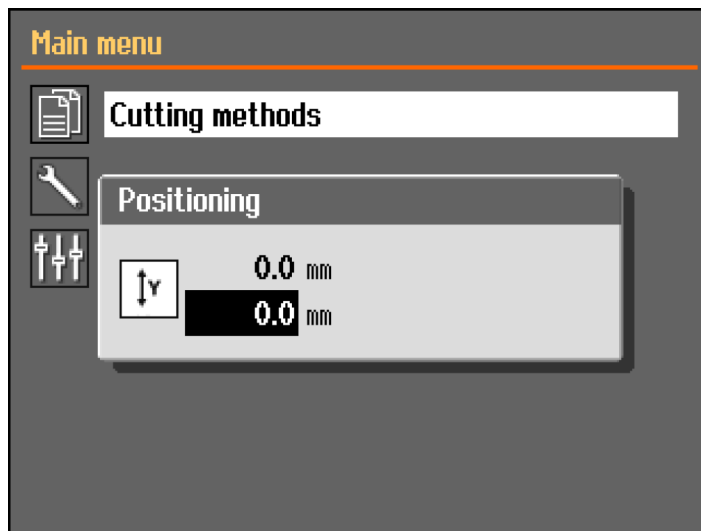 Main menu
Cutting methods
Positioning
Y 0.0 mm
0.0 mm